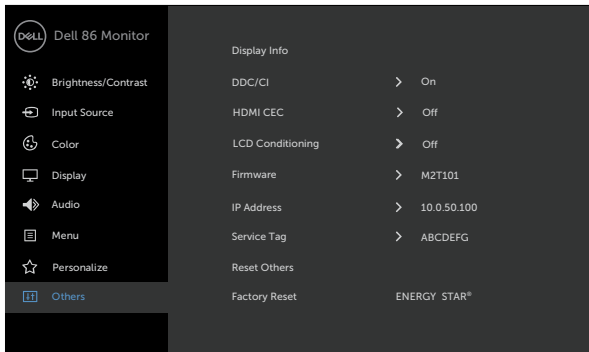 DELL Dell 86 Monitor
Display Info
Brightness/Contrast DDC/CI On
Input Source HDMI CEC Off
Color LCD Conditioning Off
Display Firmware M2T101
Audio IP Address 10.0.50.100
Menu Service Tag ABCDEFG
Personalize Reset Others
Others Factory Reset ENERGY STAR®